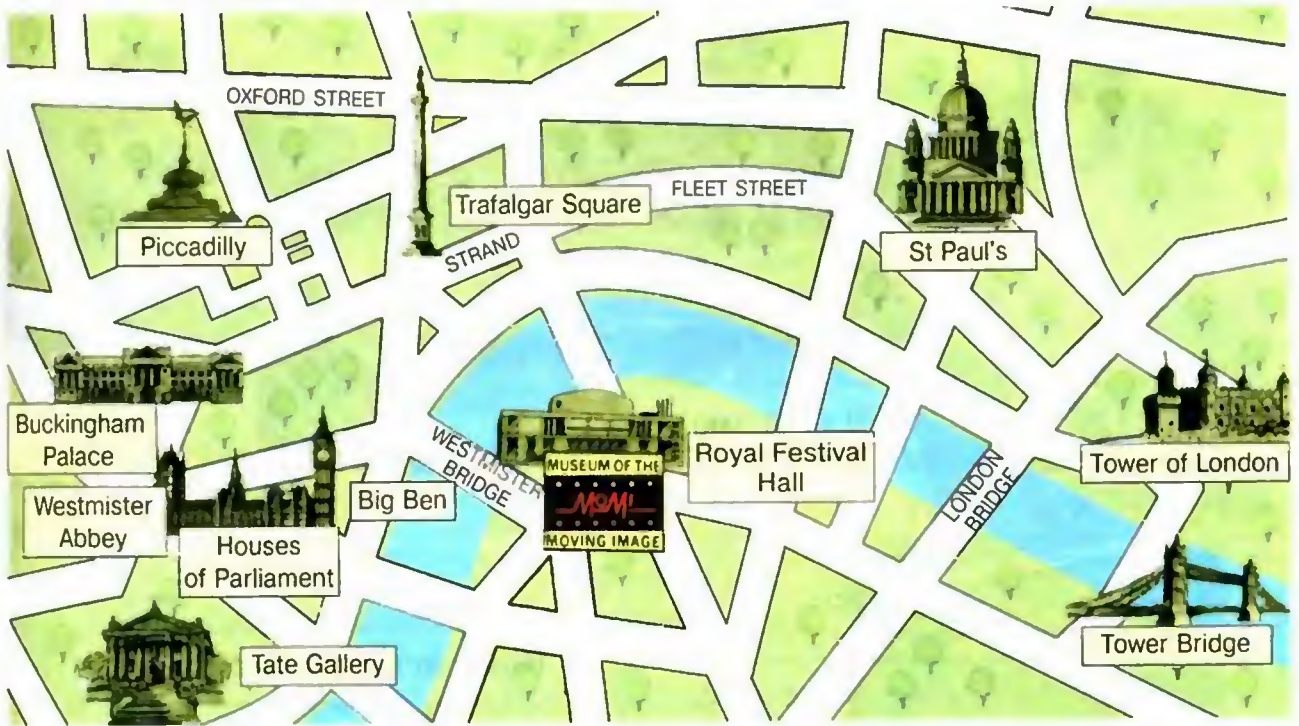 OXFORD STREET
FLEET STREET
Trafalgar Square
STRAND
Piccadilly
St Paul's
Buckingham
Palace
WESTMISTER
BRIDGE
Royal Festival
Hall
MUSEUM OF THE
MOMI
MOVING IMAGE
LONDON
BRIDGE
Tower of London
Westmister
Abbey
Big Ben
Houses
of Parliament
Tower Bridge
Tate Gallery